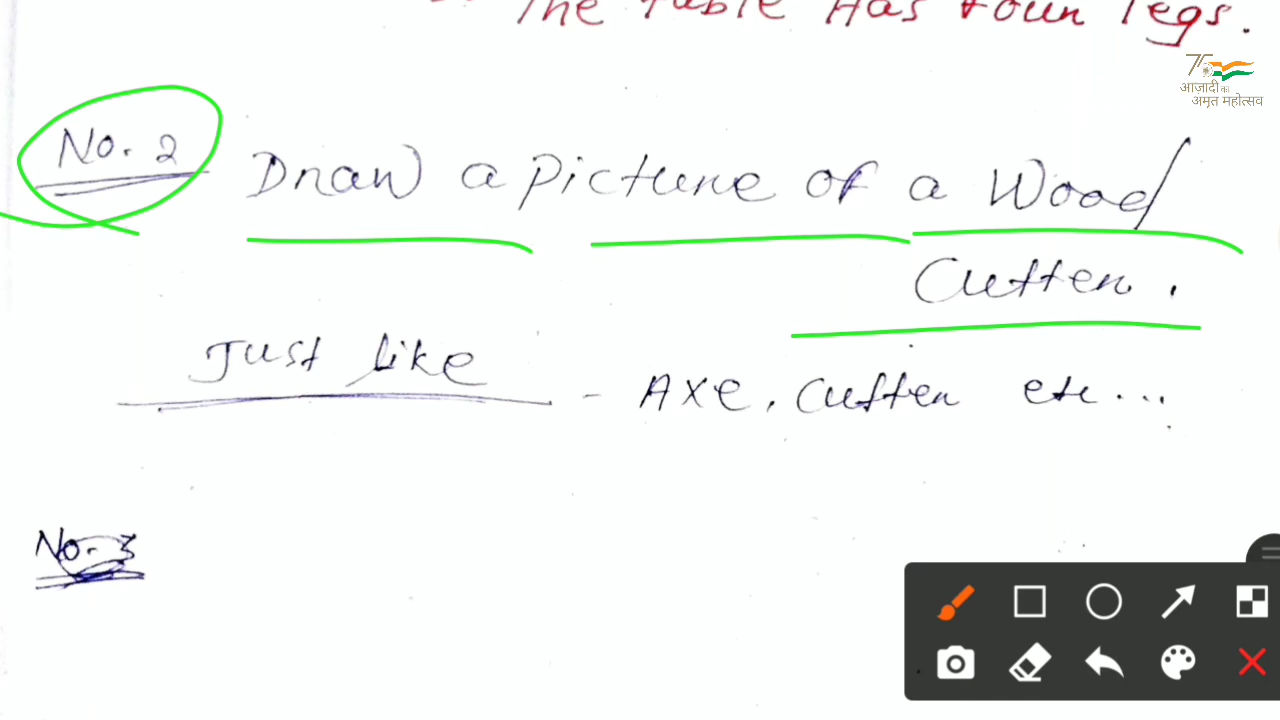 The table has four legs.
75
आज़ादी का
अमृत महोत्सव
No. 2 Draw a picture of a Wood
Cutter.
Just like - Axe, Cutter etc...
No. 3